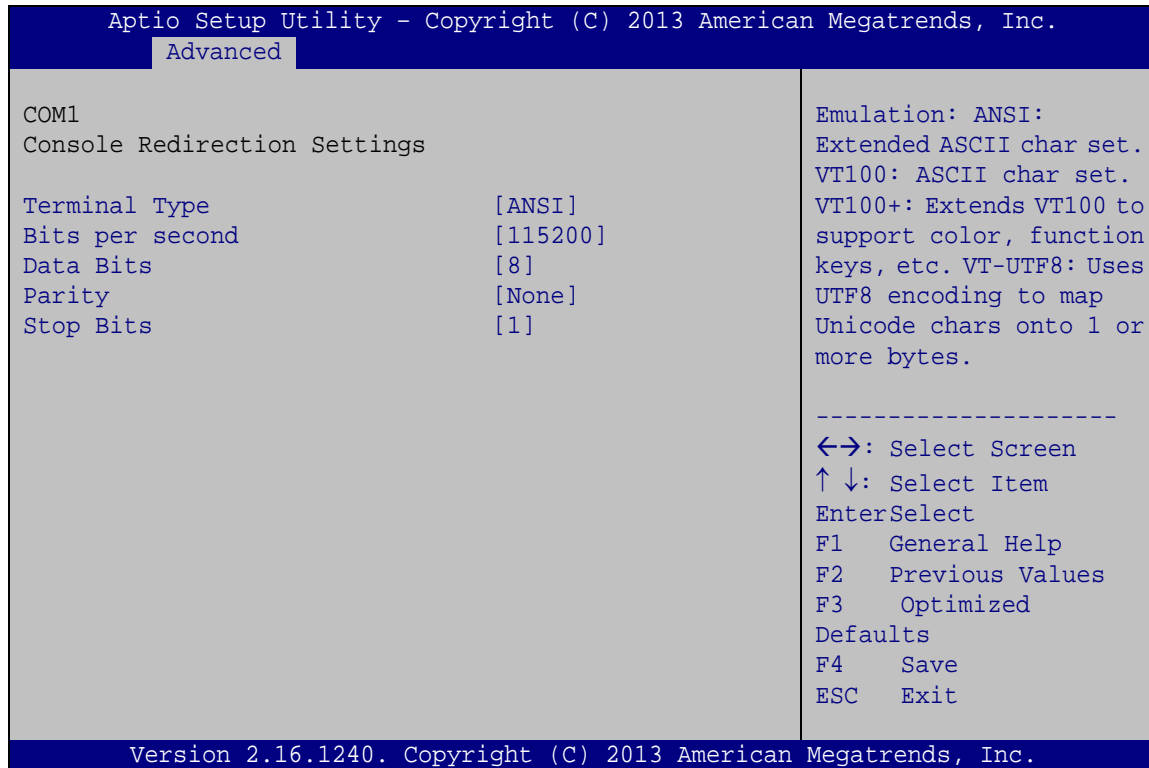 Aptio Setup Utility – Copyright (C) 2013 American Megatrends, Inc.
Advanced
COM1
Console Redirection Settings
Terminal Type [ANSI]
Bits per second [115200]
Data Bits [8]
Parity [None]
Stop Bits [1]
Emulation: ANSI:
Extended ASCII char set.
VT100: ASCII char set.
VT100+: Extends VT100 to
support color, function
keys, etc. VT-UTF8: Uses
UTF8 encoding to map
Unicode chars onto 1 or
more bytes.
---------------------
←→: Select Screen
↑ ↓: Select Item
EnterSelect
F1 General Help
F2 Previous Values
F3 Optimized
Defaults
F4 Save
ESC Exit
Version 2.16.1240. Copyright (C) 2013 American Megatrends, Inc.